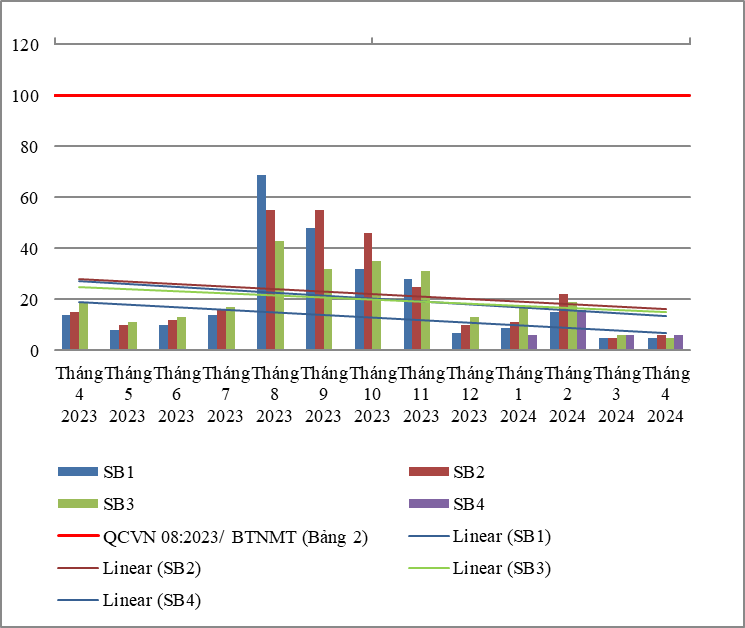 120
100
80
60
40
20
0
Tháng Tháng Tháng Tháng Tháng Tháng Tháng Tháng Tháng Tháng Tháng Tháng Tháng
4 5 6 7 8 9 10 11 12 1 2 3 4
2023 2023 2023 2023 2023 2023 2023 2023 2023 2024 2024 2024 2024
SB1 SB2
SB3 SB4
QCVN 08:2023/ BTNMT (Bảng 2) Linear (SB1)
Linear (SB2) Linear (SB3)
Linear (SB4)